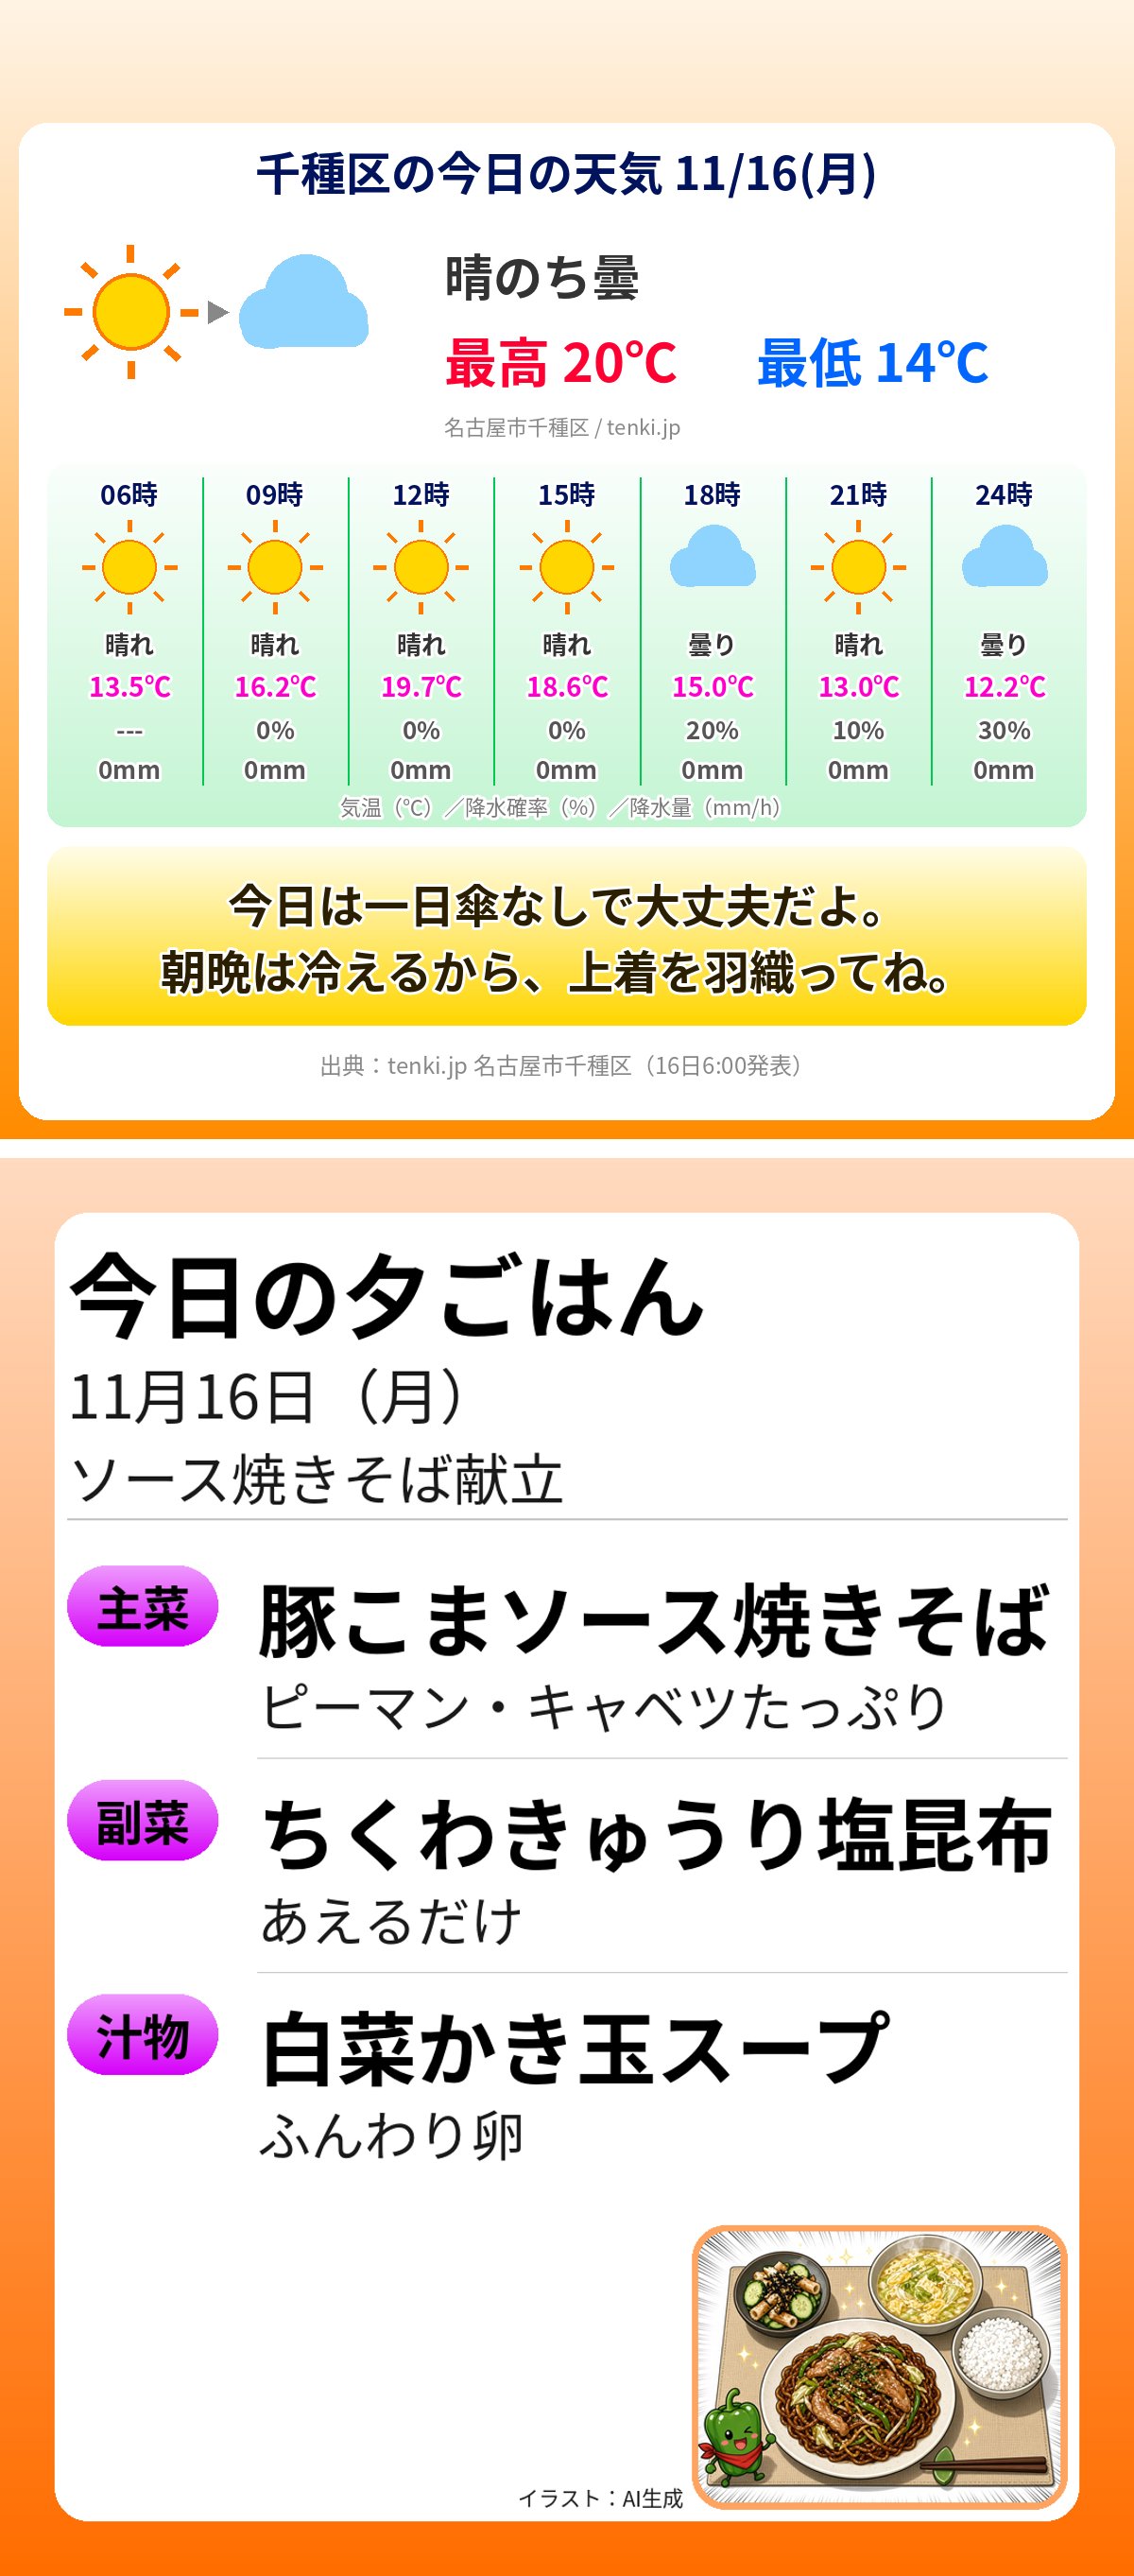 千種区の今日の天気 11/16(月)
晴のち曇
最高 20℃ 最低 14℃
名古屋市千種区 / tenki.jp
06時 09時 12時 15時 18時 21時 24時
晴れ 晴れ 晴れ 晴れ 曇り 晴れ 曇り
13.5℃ 16.2℃ 19.7℃ 18.6℃ 15.0℃ 13.0℃ 12.2℃
--- 0% 0% 0% 20% 10% 30%
0mm 0mm 0mm 0mm 0mm 0mm 0mm
気温（℃）／降水確率（%）／降水量（mm/h）
今日は一日傘なしで大丈夫だよ。
朝晩は冷えるから、上着を羽織ってね。
出典：tenki.jp 名古屋市千種区（16日6:00発表）
今日の夕ごはん
11月16日（月）
ソース焼きそば献立
主菜 豚こまソース焼きそば
ピーマン・キャベツたっぷり
副菜 ちくわきゅうり塩昆布
あえるだけ
汁物 白菜かき玉スープ
ふんわり卵
イラスト：AI生成